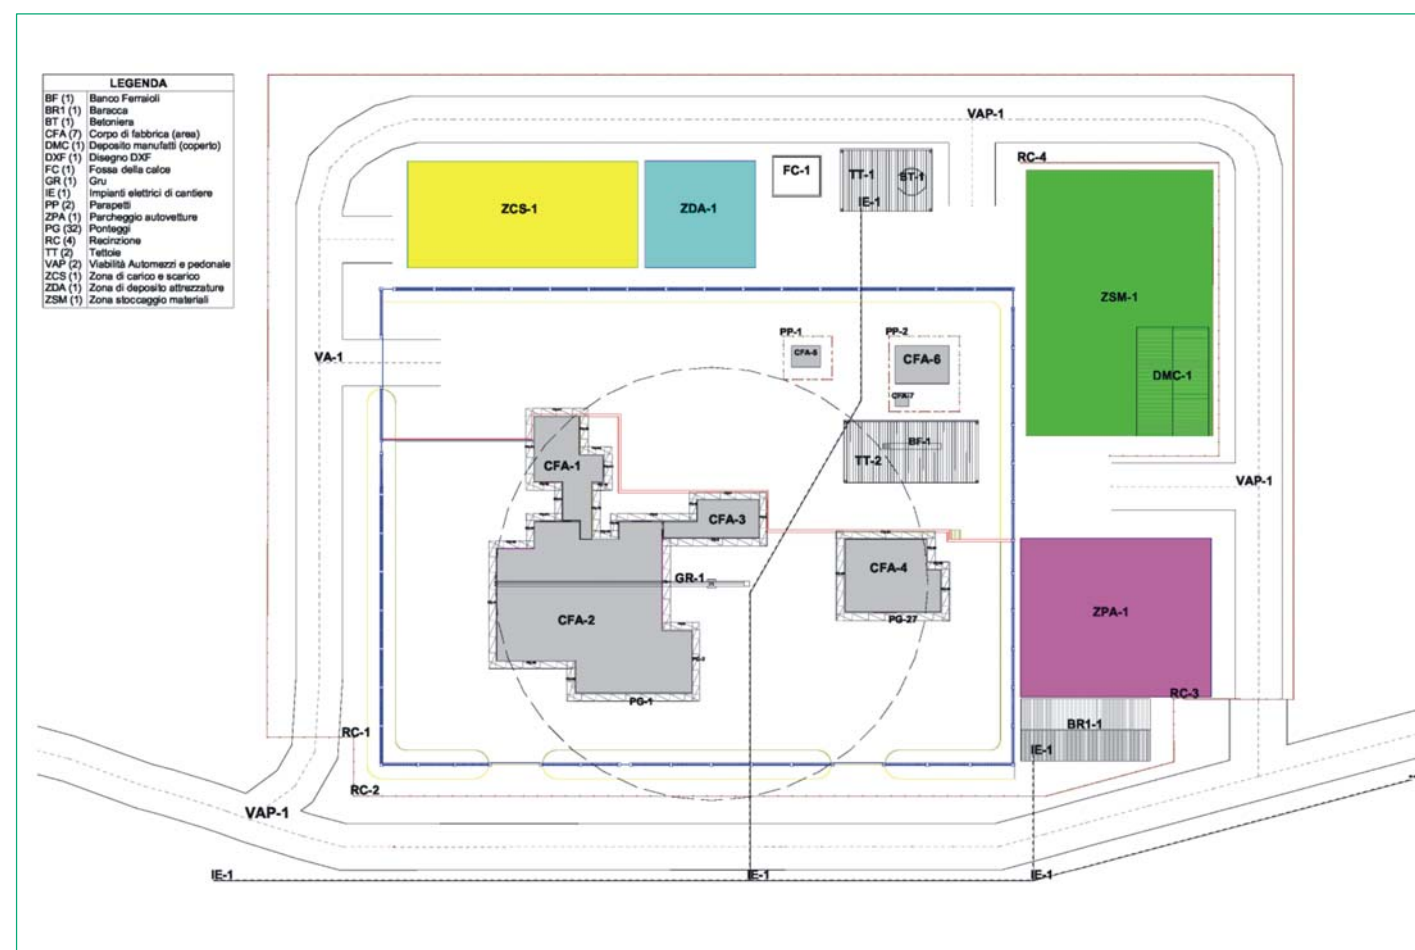 LEGENDA
BF (1) Banco Ferraioli
BR1 (1) Baracca
BT (1) Betoniera
CFA (7) Corpo di fabbrica (area)
DMC (1) Deposito manufatti (coperto)
DXF (1) Disegno DXF
FC (1) Fossa della calce
GR (1) Gru
IE (1) Impianti elettrici di cantiere
PP (2) Parapetti
ZPA (1) Parcheggio autovetture
PG (32) Ponteggi
RC (4) Recinzione
TT (2) Tettoie
VAP (2) Viabilità Automezzi e pedonale
ZCS (1) Zona di carico e scarico
ZDA (1) Zona di deposito attrezzature
ZSM (1) Zona stoccaggio materiali
VAP-1
RC-4
FC-1
TT-1
BT-1
IE-1
ZCS-1
ZDA-1
ZSM-1
PP-1
PP-2
CFA-5
CFA-6
VA-1
DMC-1
CFA-7
BF-1
TT-2
CFA-1
VAP-1
CFA-3
CFA-4
GR-1
CFA-2
PG-27
ZPA-1
PG-2
PG-1
RC-3
BR1-1
RC-1
IE-1
RC-2
VAP-1
IE-1
IE-1
IE-1